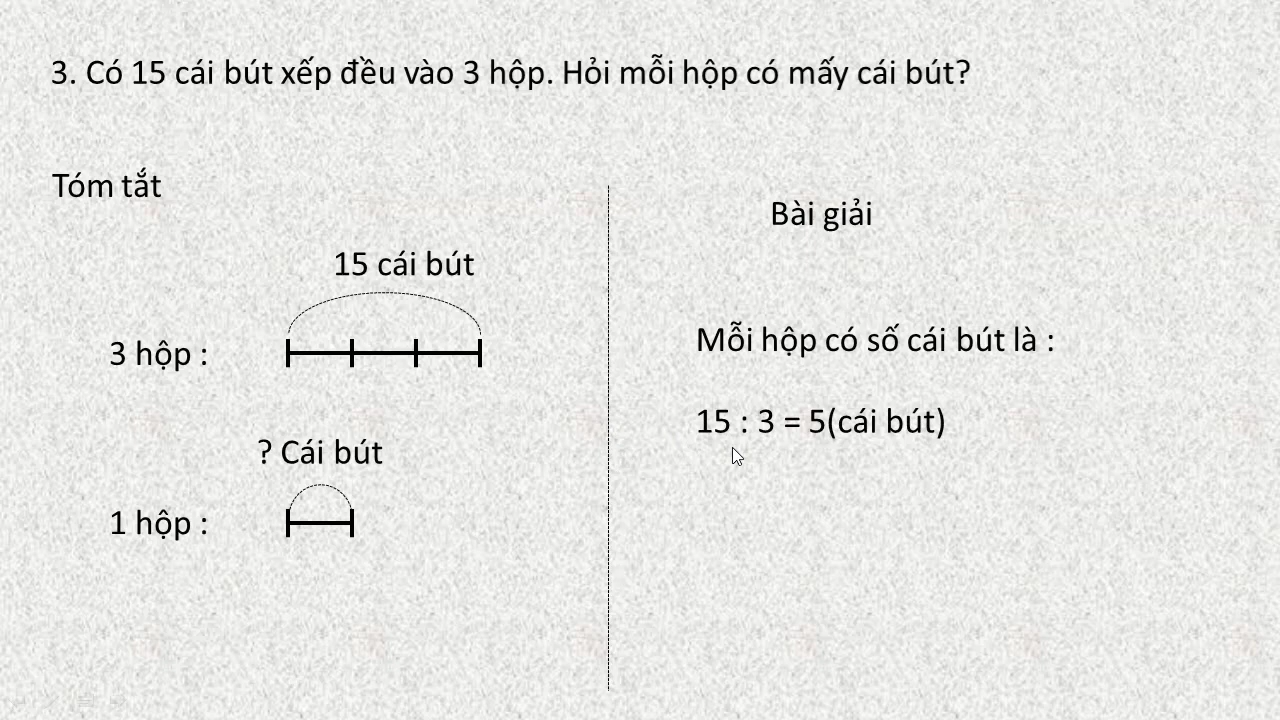 3. Có 15 cái bút xếp đều vào 3 hộp. Hỏi mỗi hộp có mấy cái bút?
Tóm tắt
15 cái bút
3 hộp :
? Cái bút
1 hộp :
Bài giải
Mỗi hộp có số cái bút là :
15 : 3 = 5(cái bút)